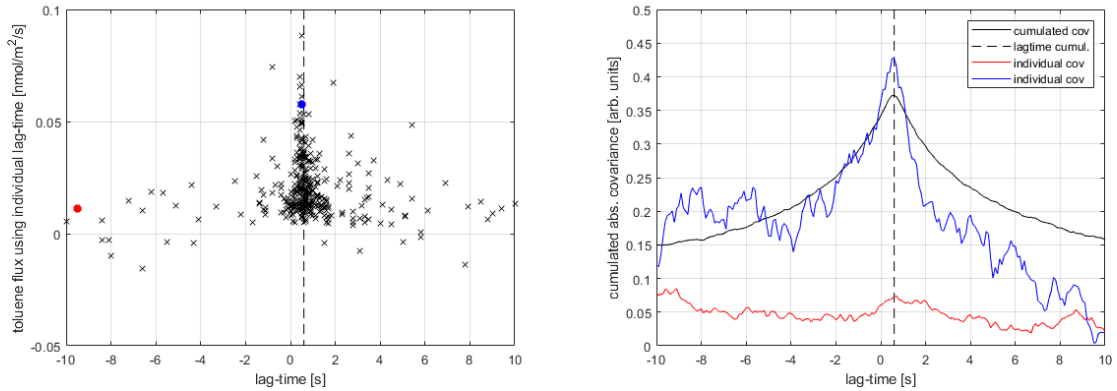 toluene flux using individual lag-time [nmol/m²/s]
0.1
0.05
0
-0.05
-10 -8 -6 -4 -2 0 2 4 6 8 10
lag-time [s]
cumulated abs. covariance [arb. units]
0.5
0.45
0.4
0.35
0.3
0.25
0.2
0.15
0.1
0.05
0
-10 -8 -6 -4 -2 0 2 4 6 8 10
lag-time [s]
cumulated cov
lagtime cumul.
individual cov
individual cov